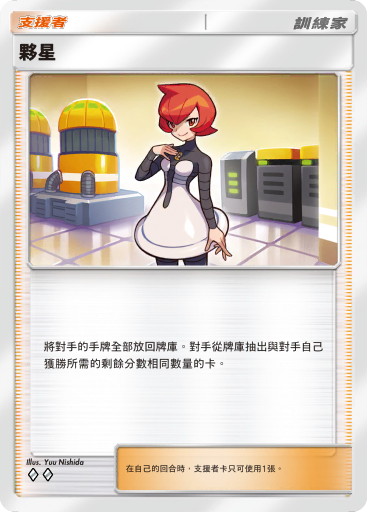 支援者
訓練家
夥星
將對手的手牌全部放回牌庫。對手從牌庫抽出與對手自己
獲勝所需的剩餘分數相同數量的卡。
Illus. Yuu Nishida
在自己的回合時，支援者卡只可使用1張。